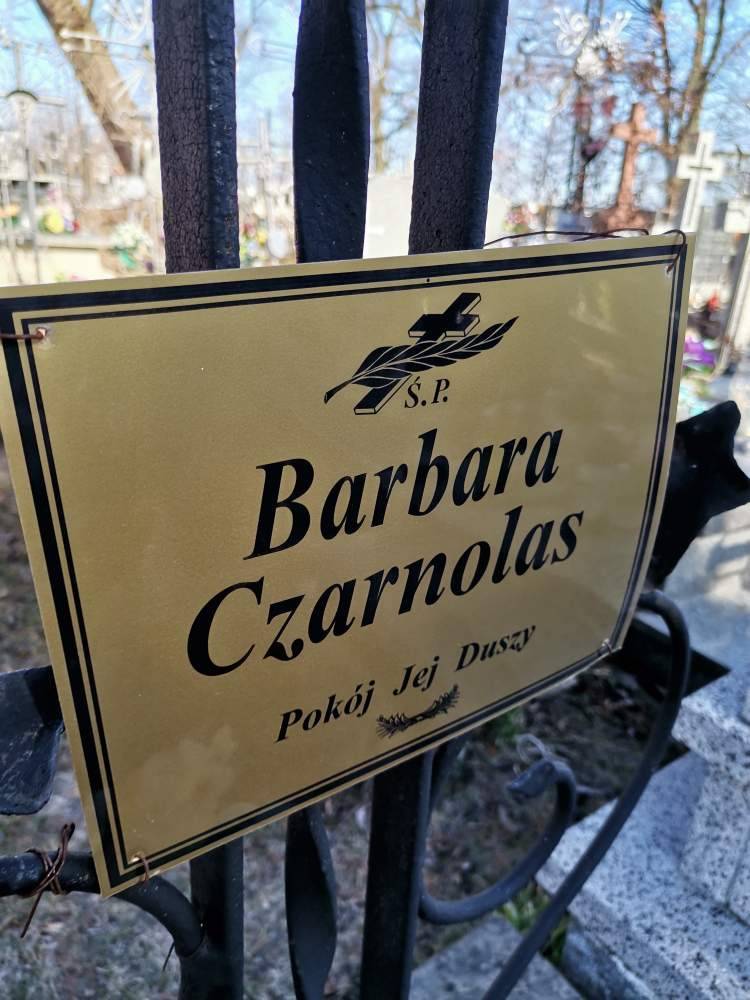 Ś.P.
Barbara
Czarnolas
Pokój Jej Duszy